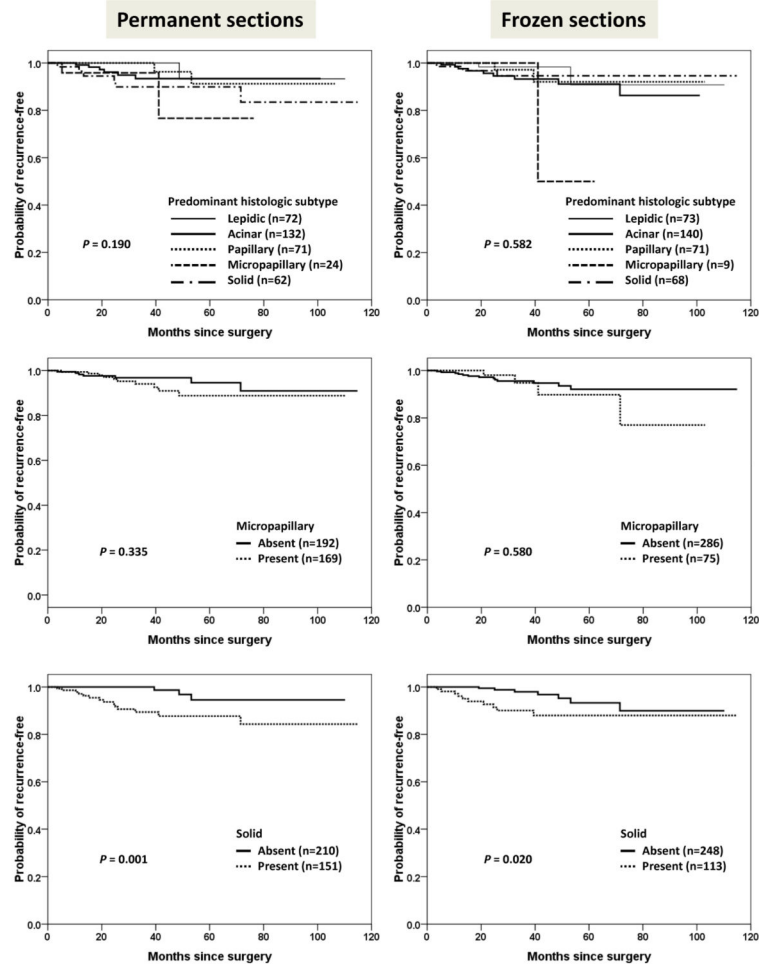 Permanent sections
Frozen sections
Probability of recurrence-free
1.0
0.8
0.6
0.4
0.2
0.0
Predominant histologic subtype
Lepidic (n=72)
Acinar (n=132)
Papillary (n=71)
Micropapillary (n=24)
Solid (n=62)
P = 0.190
0 20 40 60 80 100 120
Months since surgery
Probability of recurrence-free
1.0
0.8
0.6
0.4
0.2
0.0
Predominant histologic subtype
Lepidic (n=73)
Acinar (n=140)
Papillary (n=71)
Micropapillary (n=9)
Solid (n=68)
P = 0.582
0 20 40 60 80 100 120
Months since surgery
Probability of recurrence-free
1.0
0.8
0.6
0.4
0.2
0.0
Micropapillary
Absent (n=192)
Present (n=169)
P = 0.335
0 20 40 60 80 100 120
Months since surgery
Probability of recurrence-free
1.0
0.8
0.6
0.4
0.2
0.0
Micropapillary
Absent (n=286)
Present (n=75)
P = 0.580
0 20 40 60 80 100 120
Months since surgery
Probability of recurrence-free
1.0
0.8
0.6
0.4
0.2
0.0
Solid
Absent (n=210)
Present (n=151)
P = 0.001
0 20 40 60 80 100 120
Months since surgery
Probability of recurrence-free
1.0
0.8
0.6
0.4
0.2
0.0
Solid
Absent (n=248)
Present (n=113)
P = 0.020
0 20 40 60 80 100 120
Months since surgery